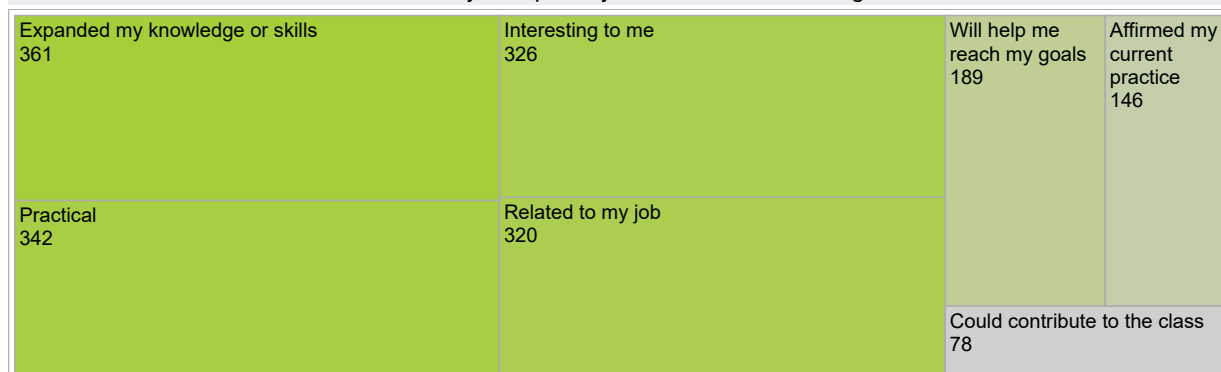 Expanded my knowledge or skills
361
Interesting to me
326
Will help me
reach my goals
189
Affirmed my
current
practice
146
Practical
342
Related to my job
320
Could contribute to the class
78